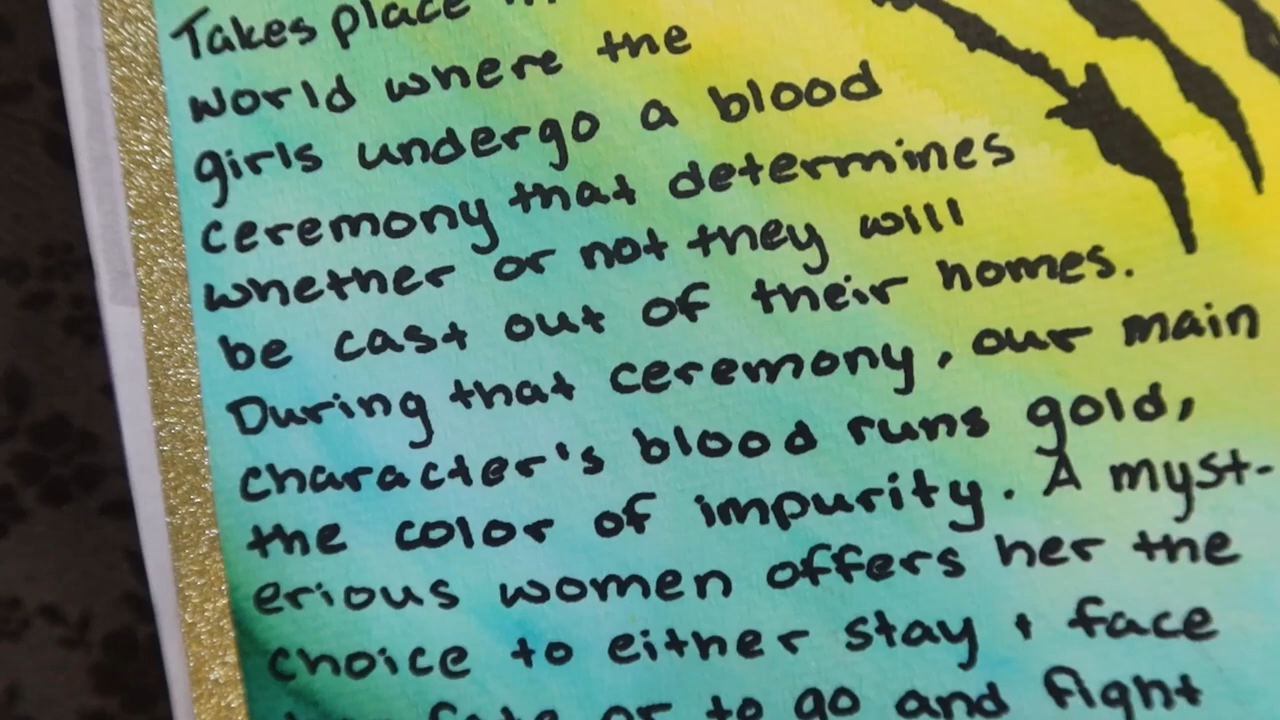 Takes place
world where the
girls undergo a blood
ceremony that determines
whether or not they will
be cast out of their homes.
During that ceremony, our main
character's blood runs gold,
the color of impurity. A myst-
erious women offers her the
choice to either stay + face
fate or to go and fight